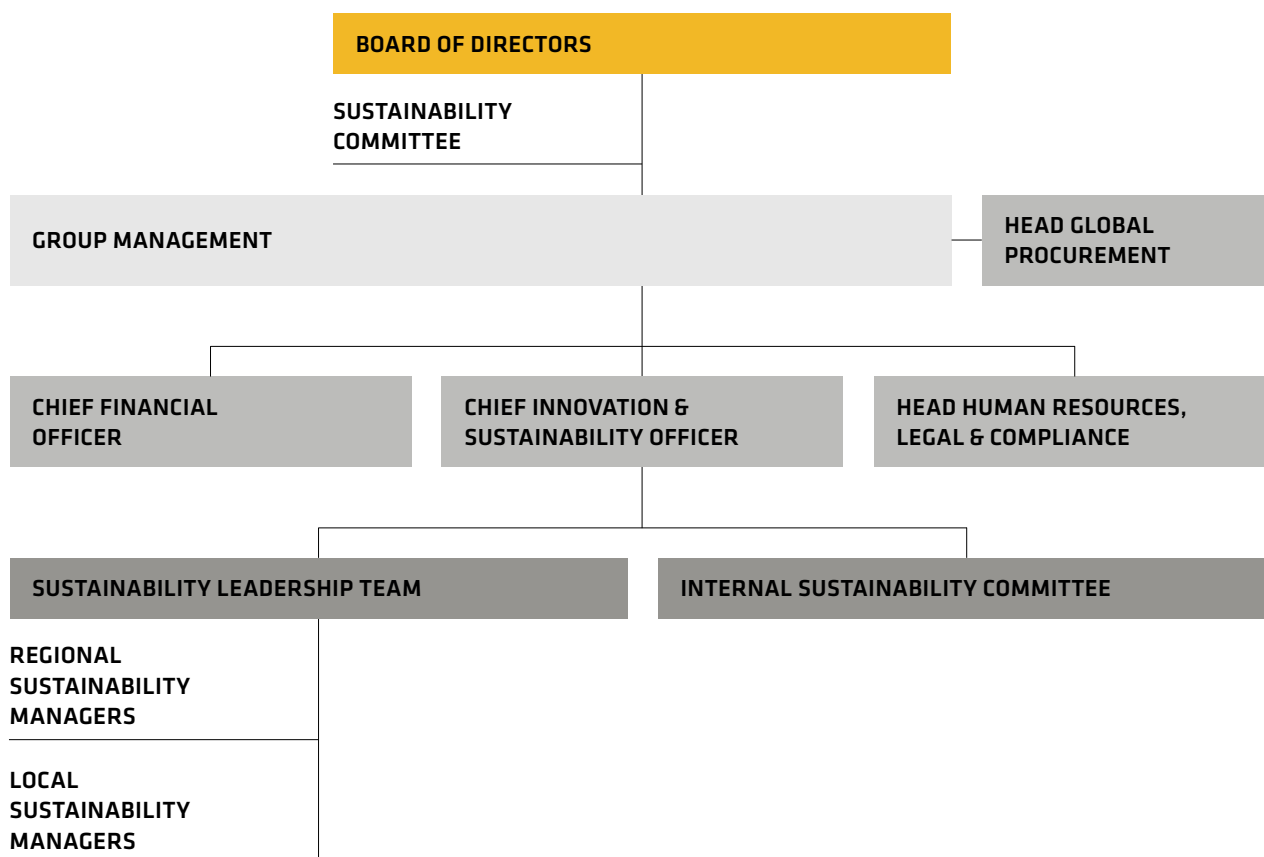 BOARD OF DIRECTORS
SUSTAINABILITY
COMMITTEE
GROUP MANAGEMENT
HEAD GLOBAL
PROCUREMENT
CHIEF FINANCIAL
OFFICER
CHIEF INNOVATION &
SUSTAINABILITY OFFICER
HEAD HUMAN RESOURCES,
LEGAL & COMPLIANCE
SUSTAINABILITY LEADERSHIP TEAM
INTERNAL SUSTAINABILITY COMMITTEE
REGIONAL
SUSTAINABILITY
MANAGERS
LOCAL
SUSTAINABILITY
MANAGERS